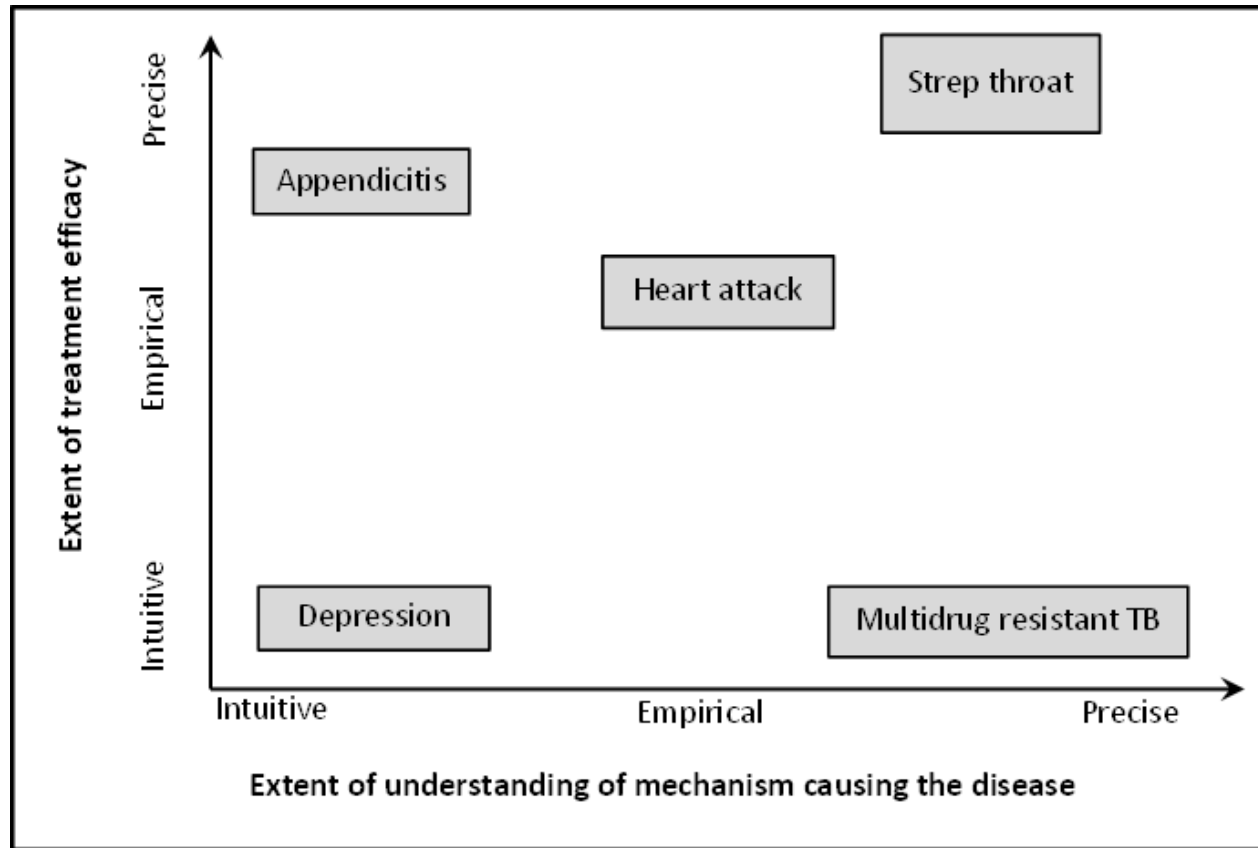 Extent of treatment efficacy
Precise
Empirical
Intuitive
Strep throat
Appendicitis
Heart attack
Depression
Multidrug resistant TB
Intuitive
Empirical
Precise
Extent of understanding of mechanism causing the disease